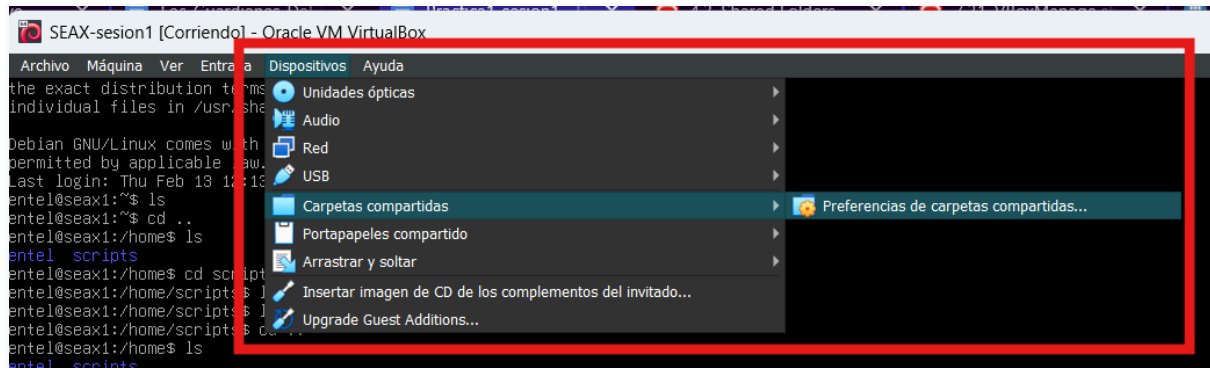 SEAX-sesion1 [Corriendo] - Oracle VM VirtualBox
Archivo Máquina Ver Entrada Dispositivos Ayuda
the exact distribution terms
individual files in /usr/sha
Debian GNU/Linux comes with
permitted by applicable law.
Last login: Thu Feb 13 12:13
entel@seax1:~$ ls
entel@seax1:~$ cd ..
entel@seax1:/home$ ls
entel scripts
entel@seax1:/home$ cd script
entel@seax1:/home/scripts$ l
entel@seax1:/home/scripts$ l
entel@seax1:/home/scripts$ cd ..
entel@seax1:/home$ ls
entel scripts
Unidades ópticas
Audio
Red
USB
Carpetas compartidas
Preferencias de carpetas compartidas...
Portapapeles compartido
Arrastrar y soltar
Insertar imagen de CD de los complementos del invitado...
Upgrade Guest Additions...